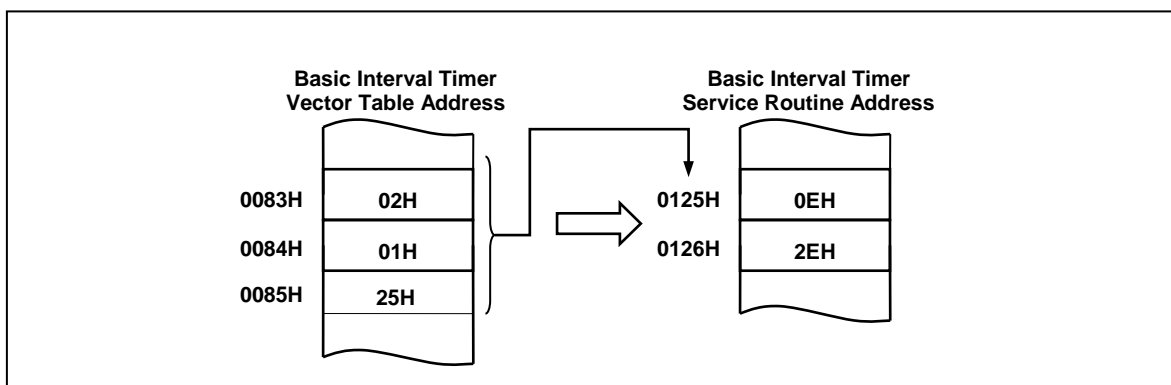 Basic Interval Timer
Vector Table Address
0083H 02H
0084H 01H
0085H 25H
Basic Interval Timer
Service Routine Address
0125H 0EH
0126H 2EH